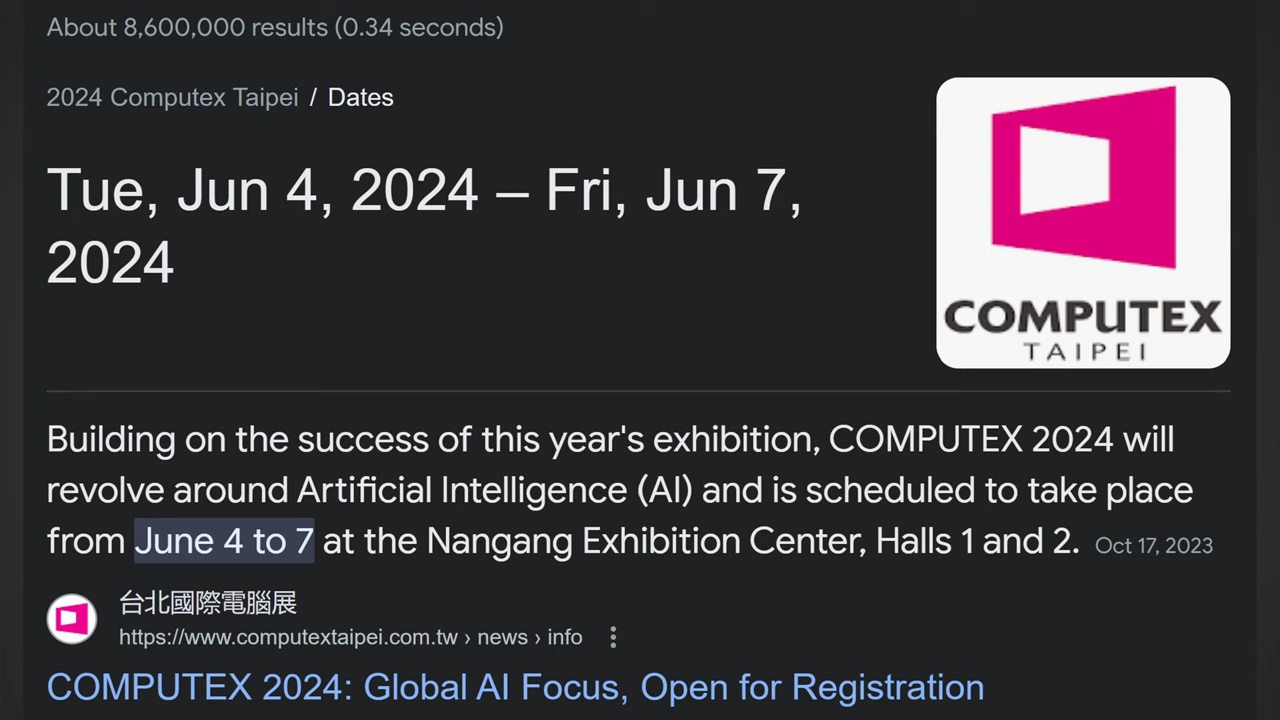 About 8,600,000 results (0.34 seconds)
2024 Computex Taipei / Dates
Tue, Jun 4, 2024 – Fri, Jun 7,
2024
COMPUTEX
TAIPEI
Building on the success of this year's exhibition, COMPUTEX 2024 will
revolve around Artificial Intelligence (AI) and is scheduled to take place
from June 4 to 7 at the Nangang Exhibition Center, Halls 1 and 2. Oct 17, 2023
台北國際電腦展
https://www.computextaipei.com.tw › news › info
COMPUTEX 2024: Global AI Focus, Open for Registration